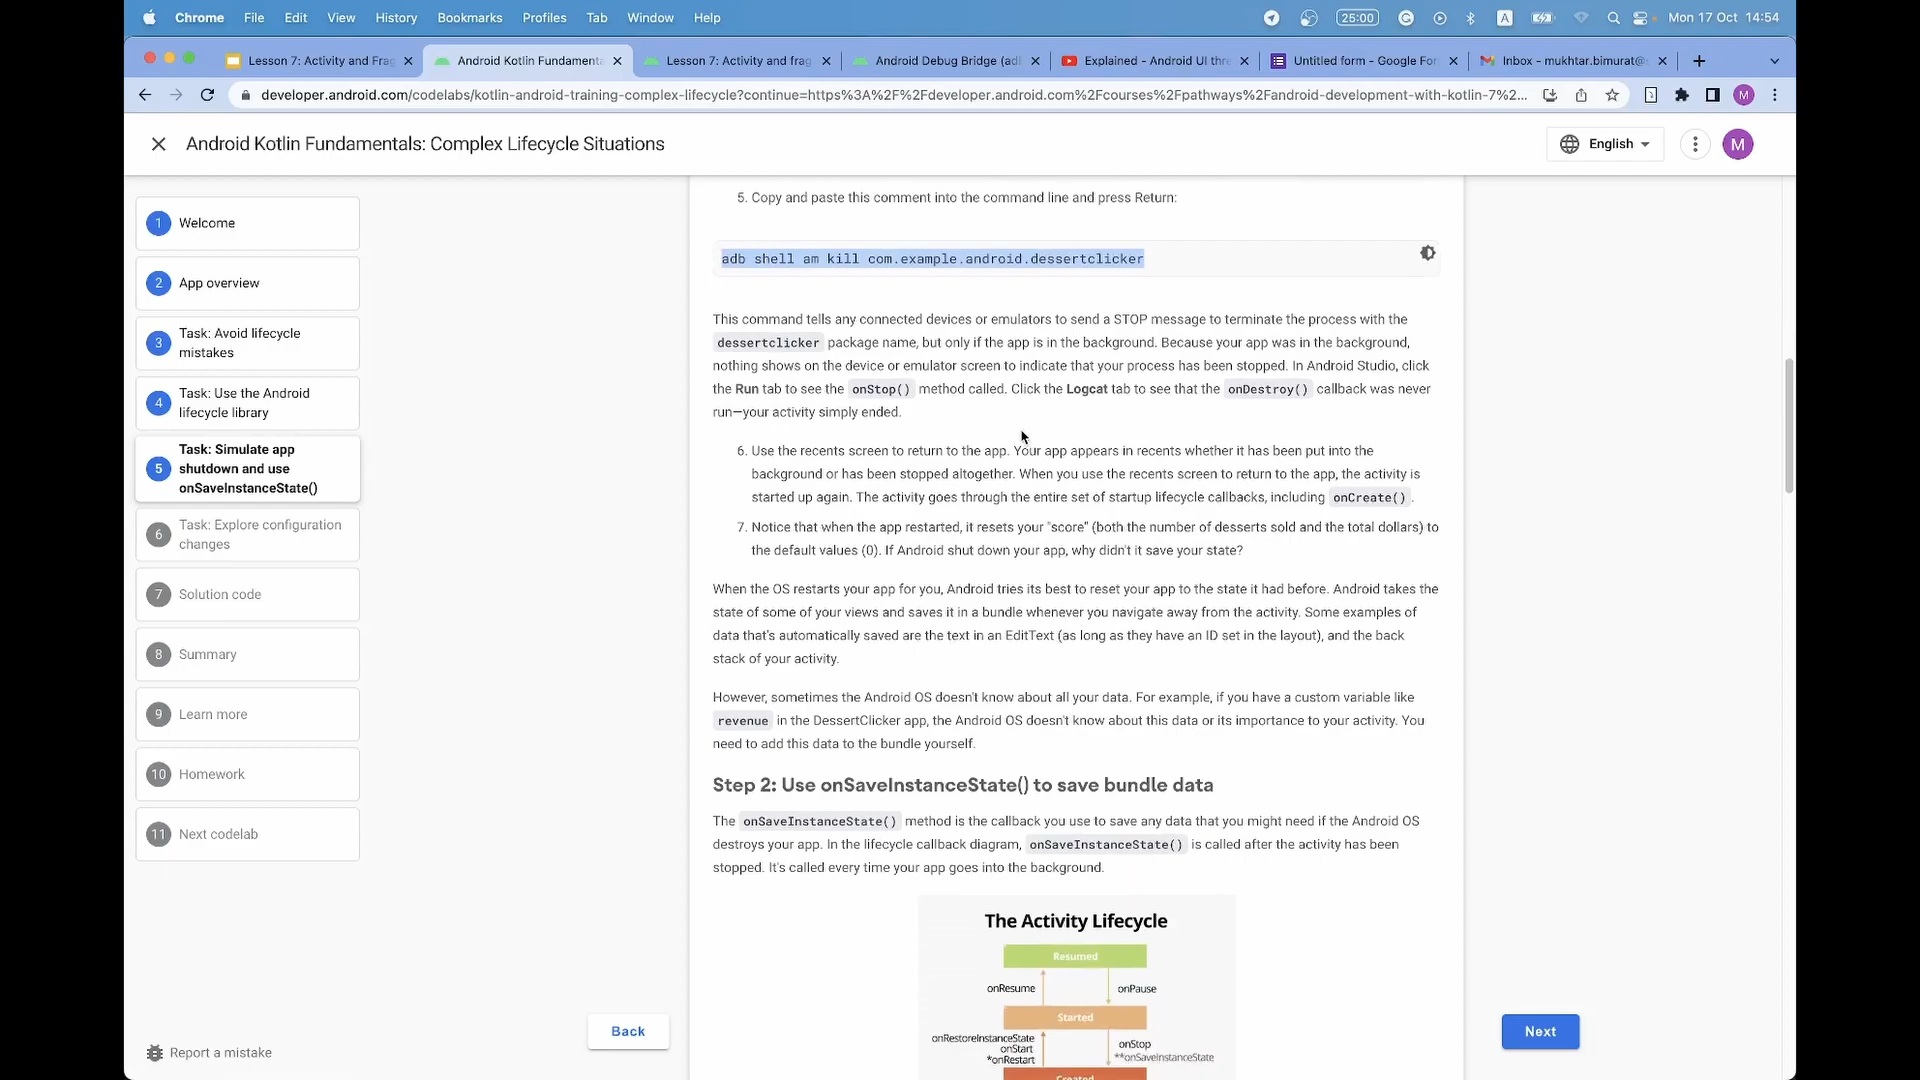 Chrome File Edit View History Bookmarks Profiles Tab Window Help 25:00 A Mon 17 Oct 14:54
Lesson 7: Activity and Frag Android Kotlin Fundamenta Lesson 7: Activity and frag Android Debug Bridge (ad Explained - Android UI thre Untitled form - Google For Inbox - mukhtar.bimurat@
developer.android.com/codelabs/kotlin-android-training-complex-lifecycle?continue=https%3A%2F%2Fdeveloper.android.com%2Fcourses%2Fpathways%2Fandroid-development-with-kotlin-7%2... M
Android Kotlin Fundamentals: Complex Lifecycle Situations
English
M
1 Welcome
2 App overview
3 Task: Avoid lifecycle
mistakes
4 Task: Use the Android
lifecycle library
5 Task: Simulate app
shutdown and use
onSaveInstanceState()
6 Task: Explore configuration
changes
7 Solution code
8 Summary
9 Learn more
10 Homework
11 Next codelab
Report a mistake
5. Copy and paste this comment into the command line and press Return:
adb shell am kill com.example.android.dessertclicker
This command tells any connected devices or emulators to send a STOP message to terminate the process with the
dessertclicker package name, but only if the app is in the background. Because your app was in the background,
nothing shows on the device or emulator screen to indicate that your process has been stopped. In Android Studio, click
the Run tab to see the onStop() method called. Click the Logcat tab to see that the onDestroy() callback was never
run—your activity simply ended.
6. Use the recents screen to return to the app. Your app appears in recents whether it has been put into the
background or has been stopped altogether. When you use the recents screen to return to the app, the activity is
started up again. The activity goes through the entire set of startup lifecycle callbacks, including onCreate().
7. Notice that when the app restarted, it resets your "score" (both the number of desserts sold and the total dollars) to
the default values (0). If Android shut down your app, why didn't it save your state?
When the OS restarts your app for you, Android tries its best to reset your app to the state it had before. Android takes the
state of some of your views and saves it in a bundle whenever you navigate away from the activity. Some examples of
data that's automatically saved are the text in an EditText (as long as they have an ID set in the layout), and the back
stack of your activity.
However, sometimes the Android OS doesn't know about all your data. For example, if you have a custom variable like
revenue in the DessertClicker app, the Android OS doesn't know about this data or its importance to your activity. You
need to add this data to the bundle yourself.
Step 2: Use onSaveInstanceState() to save bundle data
The onSaveInstanceState() method is the callback you use to save any data that you might need if the Android OS
destroys your app. In the lifecycle callback diagram, onSaveInstanceState() is called after the activity has been
stopped. It's called every time your app goes into the background.
The Activity Lifecycle
Resumed
onResume onPause
Started
onRestoreInstanceState
onStart
*onRestart
onStop
**onSaveInstanceState
Created
Back
Next